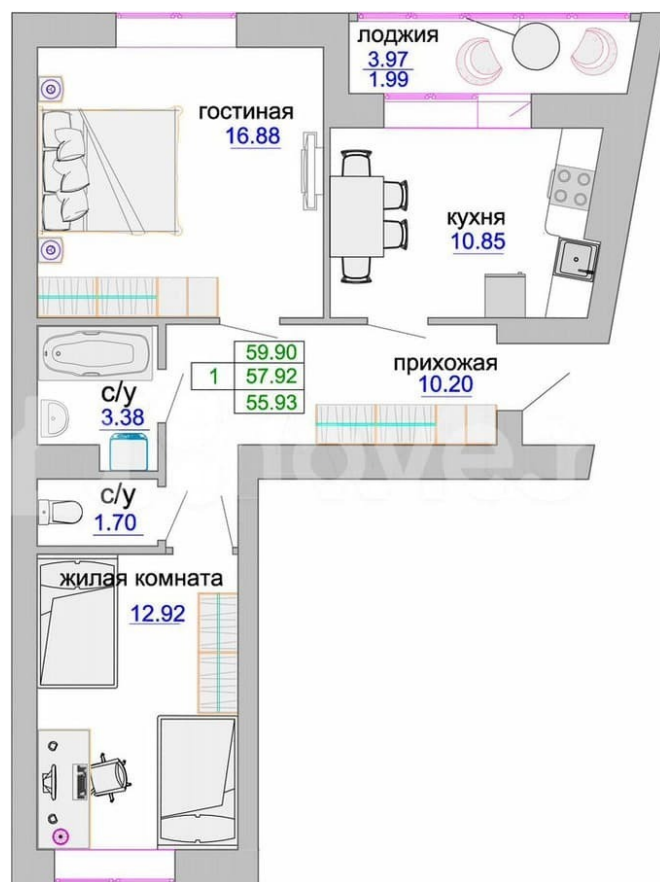 лоджия
3.97
1.99
гостиная
16.88
кухня
10.85
59.90
1 57.92
55.93
прихожая
10.20
с/у
3.38
с/у
1.70
жилая комната
12.92